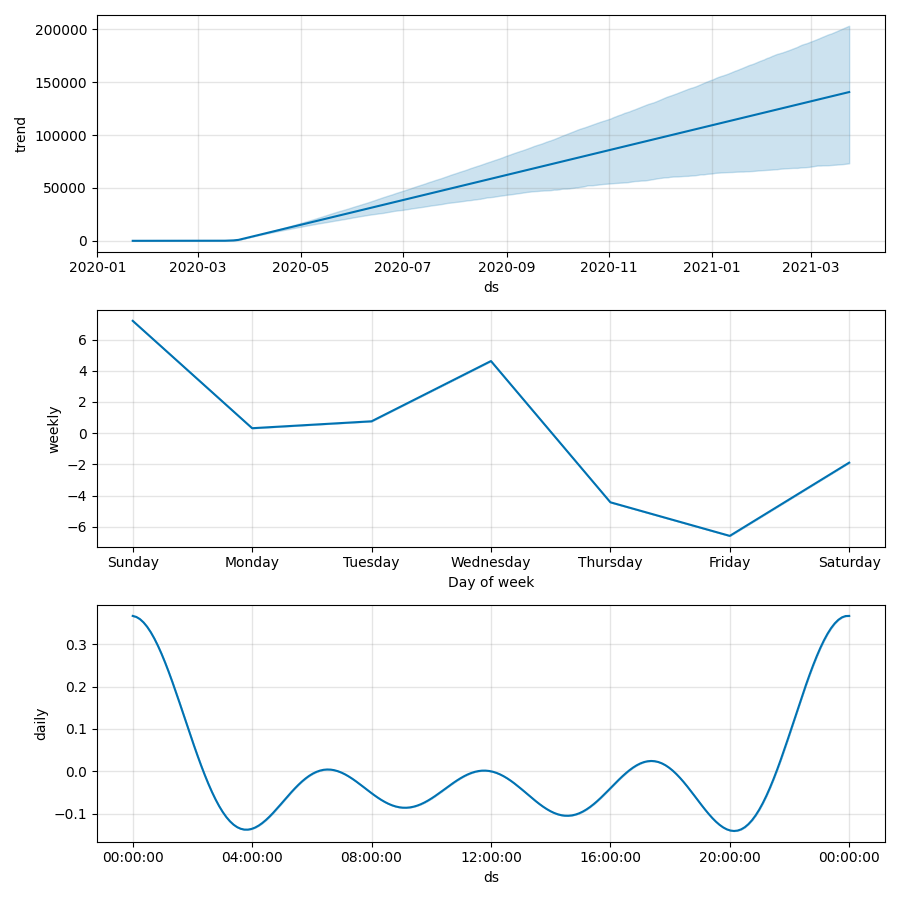 200000
150000
100000
50000
0
trend
2020-01 2020-03 2020-05 2020-07 2020-09 2020-11 2021-01 2021-03
ds
6
4
2
0
−2
−4
−6
weekly
Sunday Monday Tuesday Wednesday Thursday Friday Saturday
Day of week
0.3
0.2
0.1
0.0
−0.1
daily
00:00:00 04:00:00 08:00:00 12:00:00 16:00:00 20:00:00 00:00:00
ds